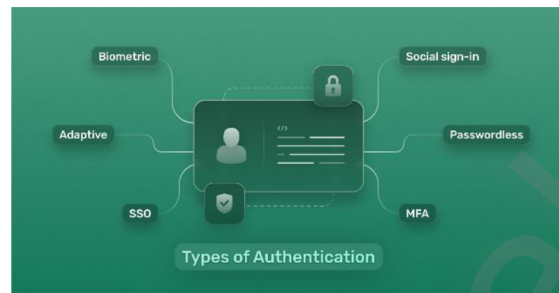 Biometric
Social sign-in
</>
Adaptive
Passwordless
SSO
MFA
Types of Authentication